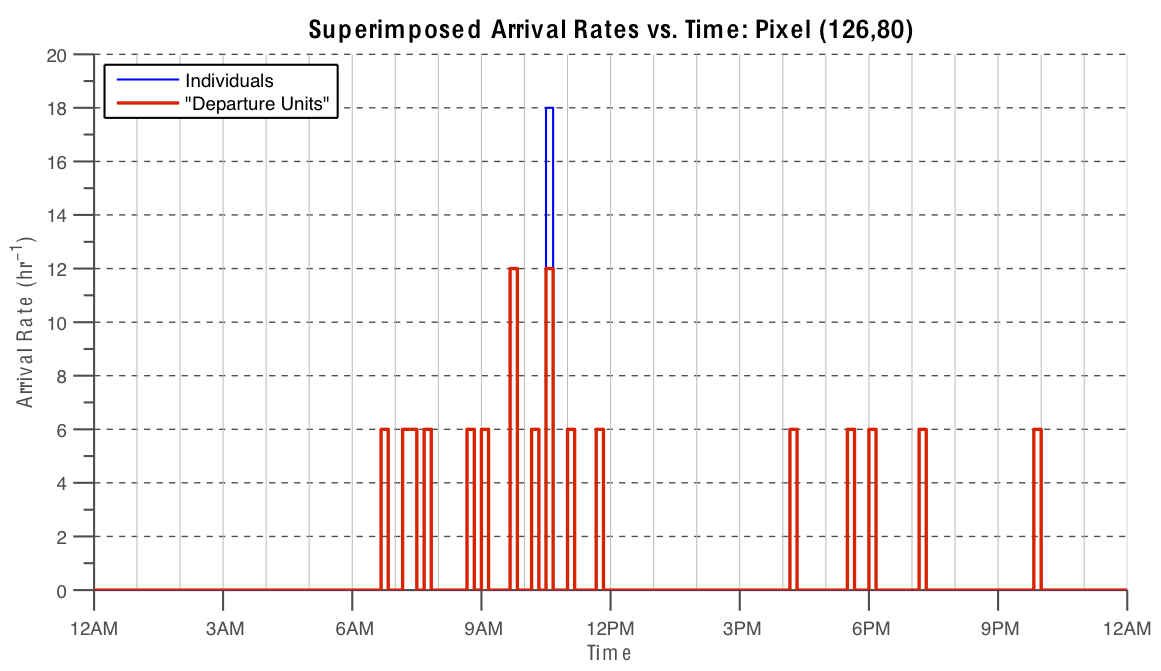 Superimposed Arrival Rates vs. Time: Pixel (126,80)
Individuals
"Departure Units"
Arrival Rate (hr⁻¹)
20
18
16
14
12
10
8
6
4
2
0
12AM 3AM 6AM 9AM 12PM 3PM 6PM 9PM 12AM
Time